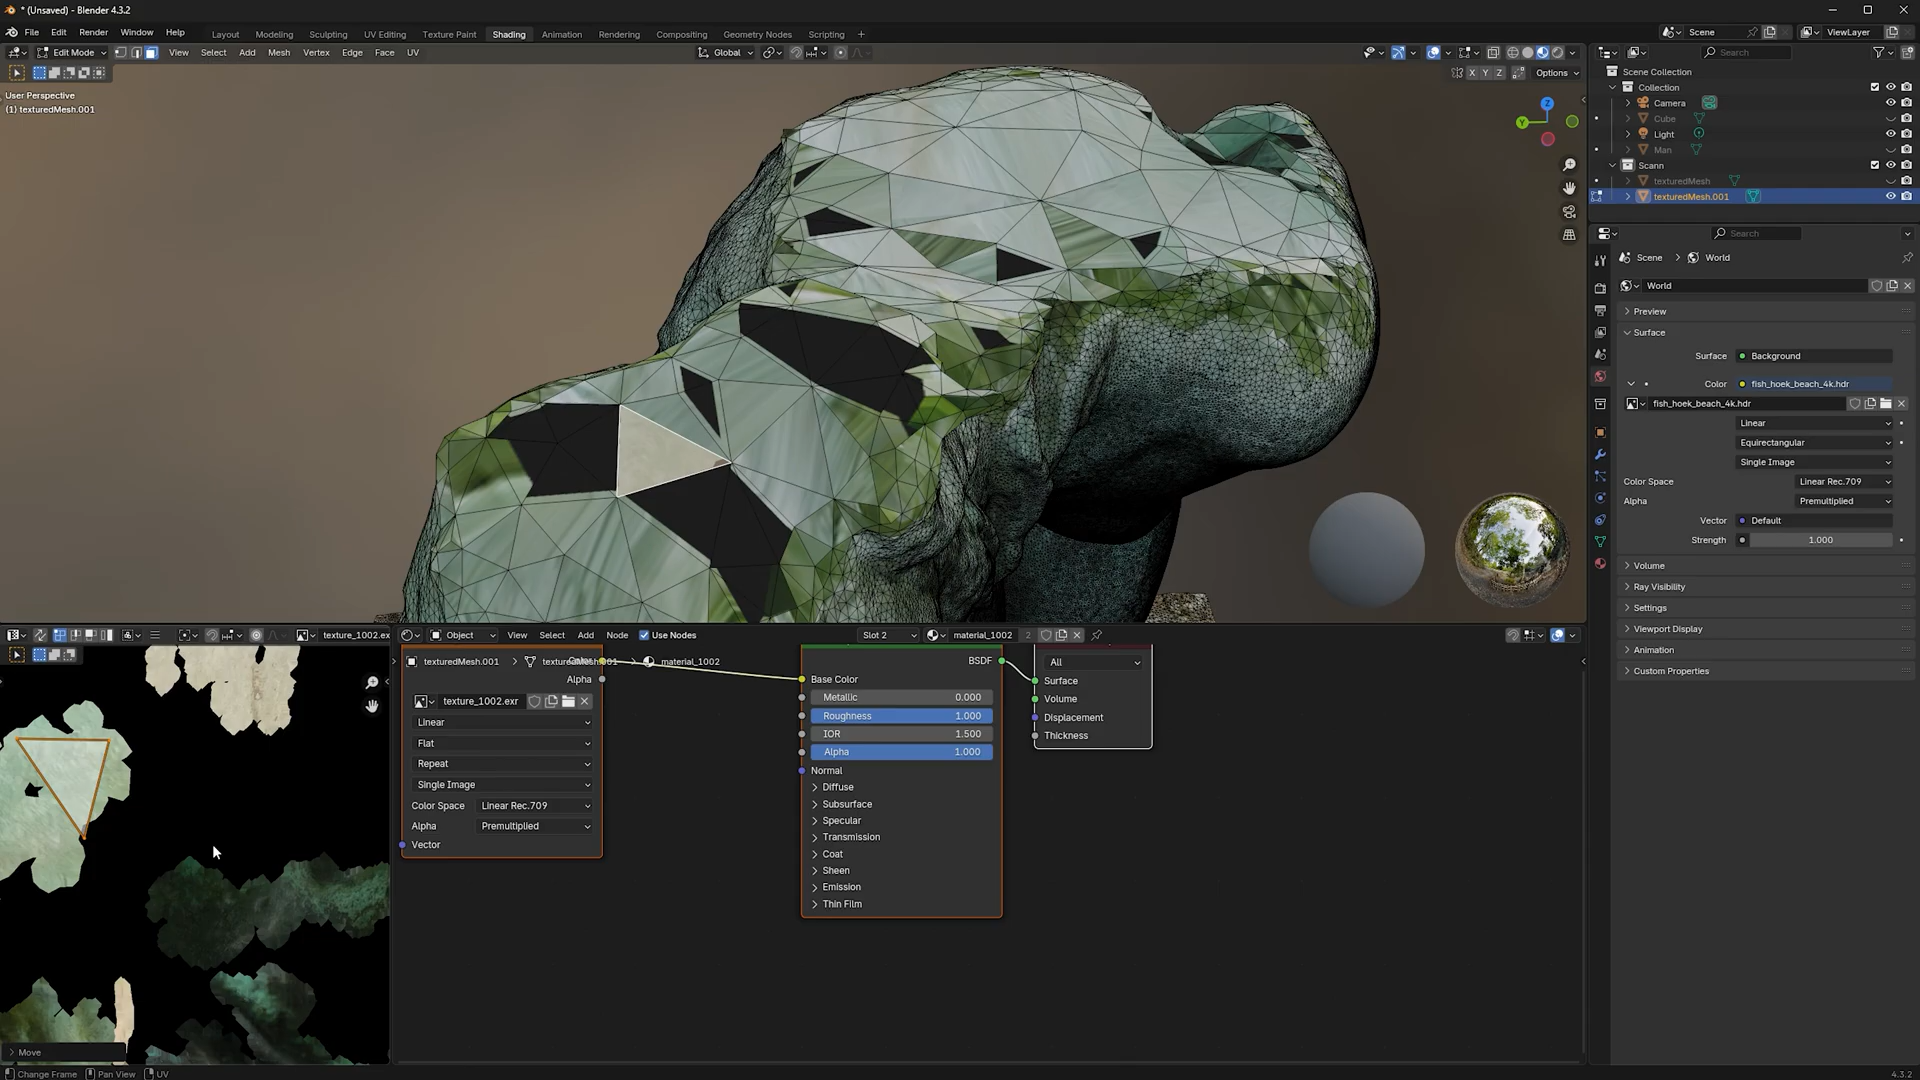 * (Unsaved) - Blender 4.3.2
File Edit Render Window Help Layout Modeling Sculpting UV Editing Texture Paint Shading Animation Rendering Compositing Geometry Nodes Scripting + Scene ViewLayer
Edit Mode View Select Add Mesh Vertex Edge Face UV Global Search
X Y Z Options
User Perspective
(1) texturedMesh.001
Z
Y
Scene Collection
Collection
Camera
Cube
Light
Man
Scann
texturedMesh
texturedMesh.001
Search
Scene > World
World
Preview
Surface
Surface Background
Color fish_hoek_beach_4k.hdr
fish_hoek_beach_4k.hdr
Linear
Equirectangular
Single Image
Color Space Linear Rec.709
Alpha Premultiplied
Vector Default
Strength 1.000
Volume
Ray Visibility
Settings
Viewport Display
Animation
Custom Properties
texture_1002.ex Object View Select Add Node Use Nodes Slot 2 material_1002 2
texturedMesh.001 > > material_1002
Alpha
texture_1002.exr
Linear
Flat
Repeat
Single Image
Color Space Linear Rec.709
Alpha Premultiplied
Vector
BSDF
Base Color
Metallic 0.000
Roughness 1.000
IOR 1.500
Alpha 1.000
Normal
Diffuse
Subsurface
Specular
Transmission
Coat
Sheen
Emission
Thin Film
All
Surface
Volume
Displacement
Thickness
Move
Change Frame Pan View UV 4.3.2